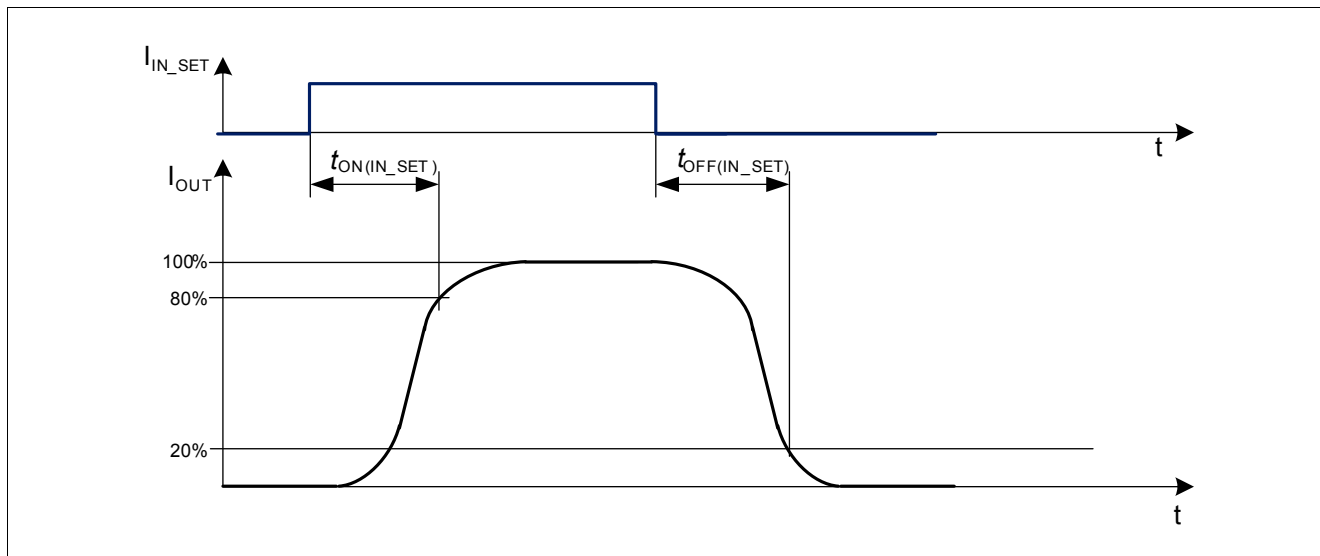 I_IN_SET
t
t_ON(IN_SET)
t_OFF(IN_SET)
I_OUT
100%
80%
20%
t